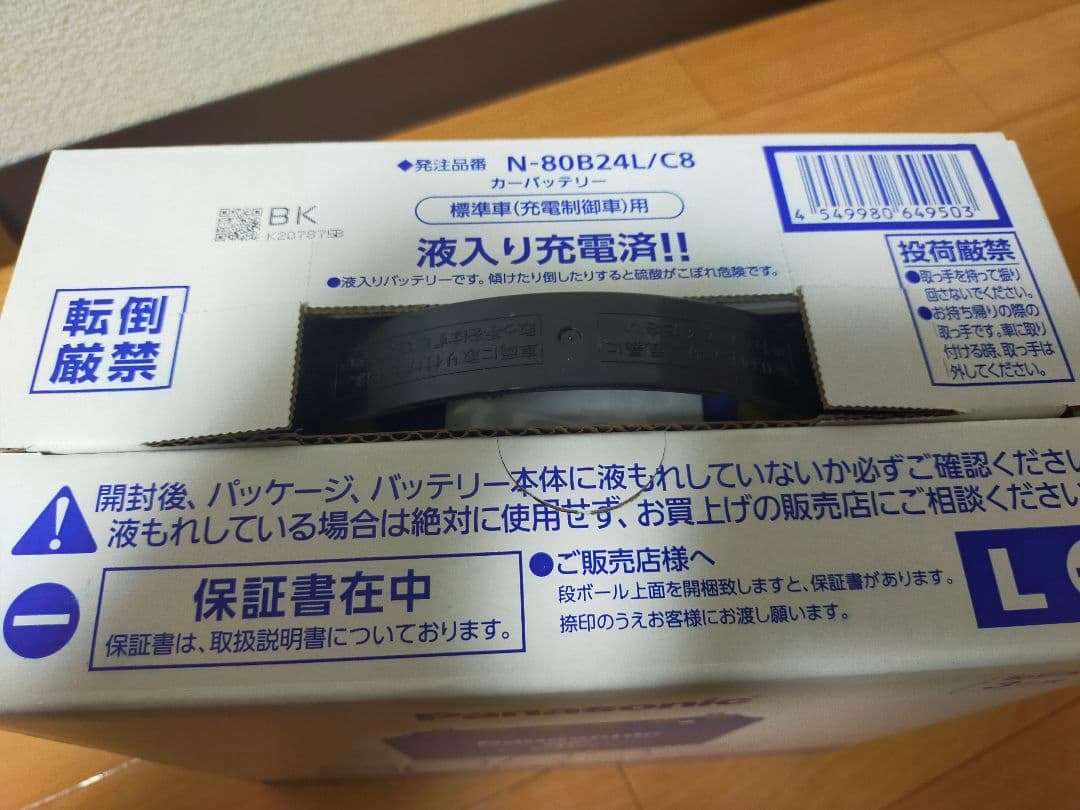 ◆発注品番 N-80B24L/C8
カーバッテリー
標準車(充電制御車)用
液入り充電済!!
●液入りバッテリーです。傾けたり倒したりすると硫酸がこぼれ危険です。
BK
K207875B
4 549980 649503
転倒
厳禁
投荷厳禁
●取っ手を持って振り
回さないでください。
●お持ち帰りの際の
取っ手です。車に取り
付ける時、取っ手は
外してください。
開封後、パッケージ、バッテリー本体に液もれしていないか必ずご確認ください
液もれしている場合は絶対に使用せず、お買上げの販売店にご相談ください
保証書在中
保証書は、取扱説明書についております。
●ご販売店様へ
段ボール上面を開梱致しますと、保証書があります。
捺印のうえお客様にお渡し願います。
L
Panasonic